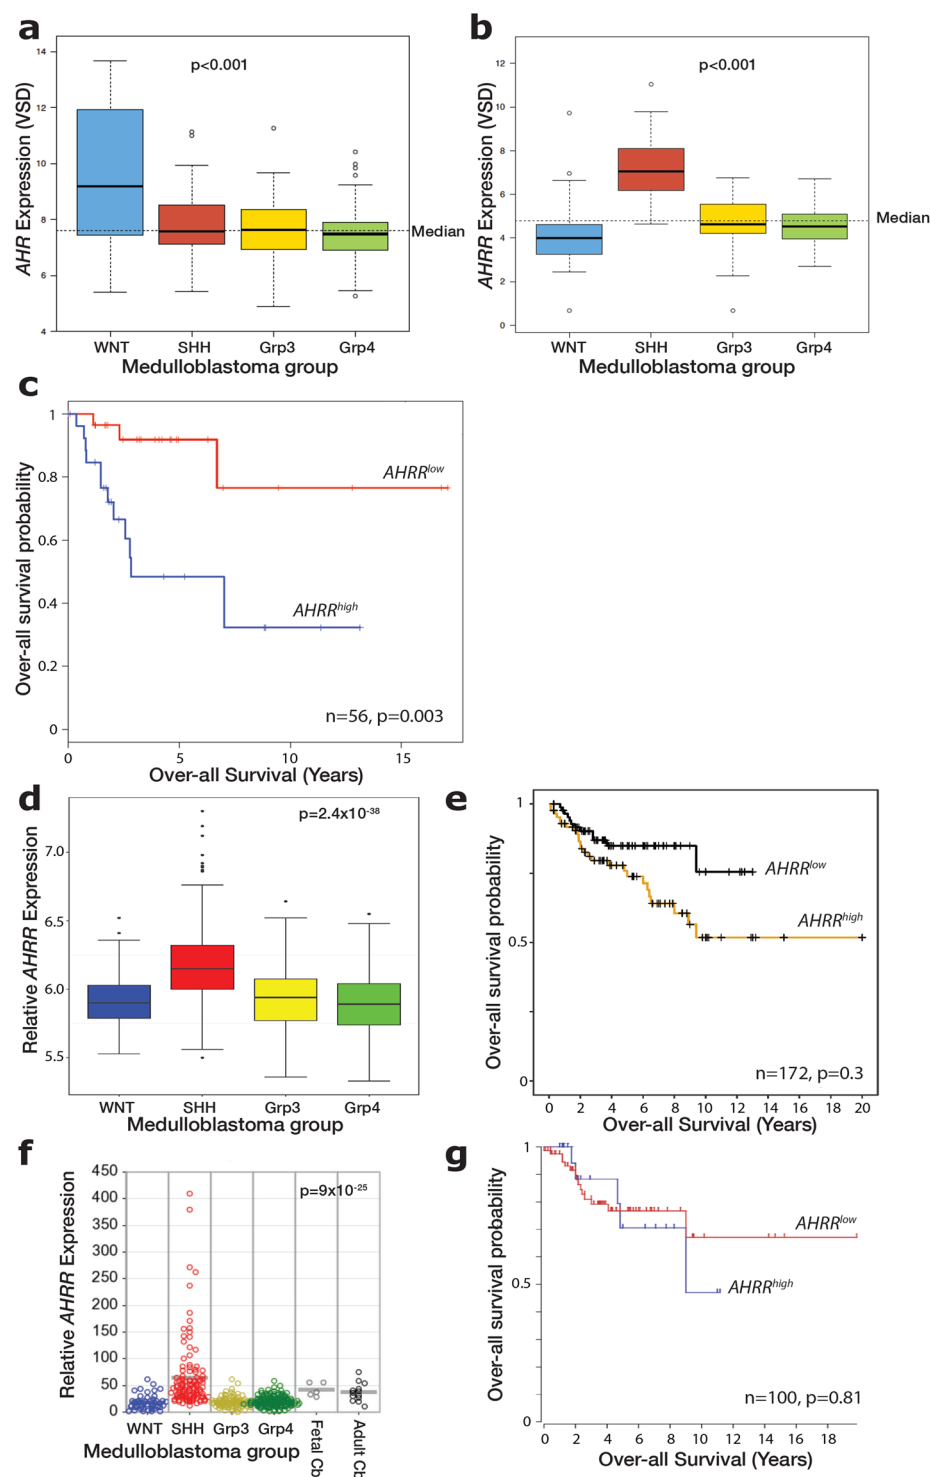 a
AHR Expression (VSD)
14
12
10
8
6
4
p<0.001
Median
WNT SHH Grp3 Grp4
Medulloblastoma group
b
AHRR Expression (VSD)
12
10
8
6
4
2
0
p<0.001
Median
WNT SHH Grp3 Grp4
Medulloblastoma group
c
Over-all survival probability
1
0.8
0.6
0.4
0.2
0
AHRRlow
AHRRhigh
n=56, p=0.003
0 5 10 15
Over-all Survival (Years)
d
Relative AHRR Expression
7.0
6.5
6.0
5.5
p=2.4x10-38
WNT SHH Grp3 Grp4
Medulloblastoma group
e
Over-all survival probability
1
0.5
0
AHRRlow
AHRRhigh
n=172, p=0.3
0 2 4 6 8 10 12 14 16 18 20
Over-all Survival (Years)
f
Relative AHRR Expression
450
400
350
300
250
200
150
100
50
0
p=9x10-25
WNT SHH Grp3 Grp4 Fetal Cb Adult Cb
Medulloblastoma group
g
Over-all survival probability
1
0.5
0
AHRRlow
AHRRhigh
n=100, p=0.81
0 2 4 6 8 10 12 14 16 18
Over-all Survival (Years)